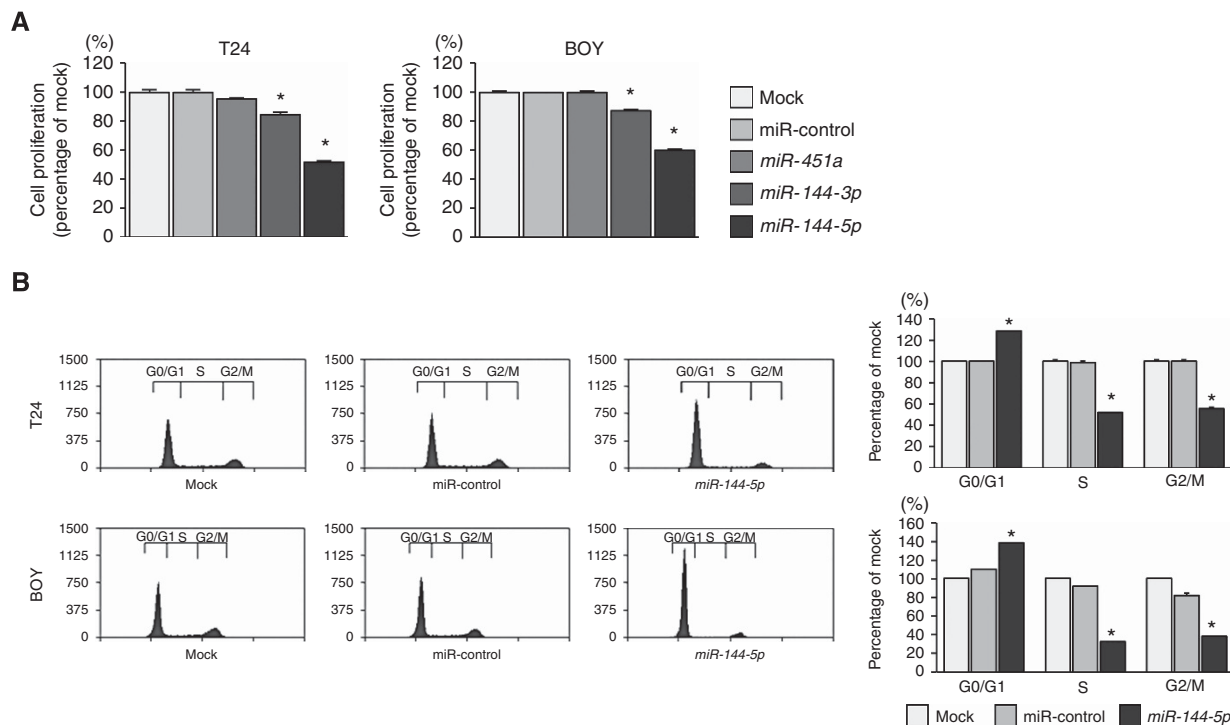 A
(%)
T24
Cell proliferation
(percentage of mock)
120
100
80
60
40
20
0
*
*
(%)
BOY
Cell proliferation
(percentage of mock)
120
100
80
60
40
20
0
*
*
Mock
miR-control
miR-451a
miR-144-3p
miR-144-5p
B
T24
1500
1125
750
375
0
G0/G1 S G2/M
Mock
1500
1125
750
375
0
G0/G1 S G2/M
miR-control
1500
1125
750
375
0
G0/G1 S G2/M
miR-144-5p
(%)
Percentage of mock
140
120
100
80
60
40
20
0
*
*
*
G0/G1 S G2/M
BOY
1500
1125
750
375
0
G0/G1 S G2/M
Mock
1500
1125
750
375
0
G0/G1 S G2/M
miR-control
1500
1125
750
375
0
G0/G1 S G2/M
miR-144-5p
(%)
Percentage of mock
160
140
120
100
80
60
40
20
0
*
*
*
G0/G1 S G2/M
Mock miR-control miR-144-5p